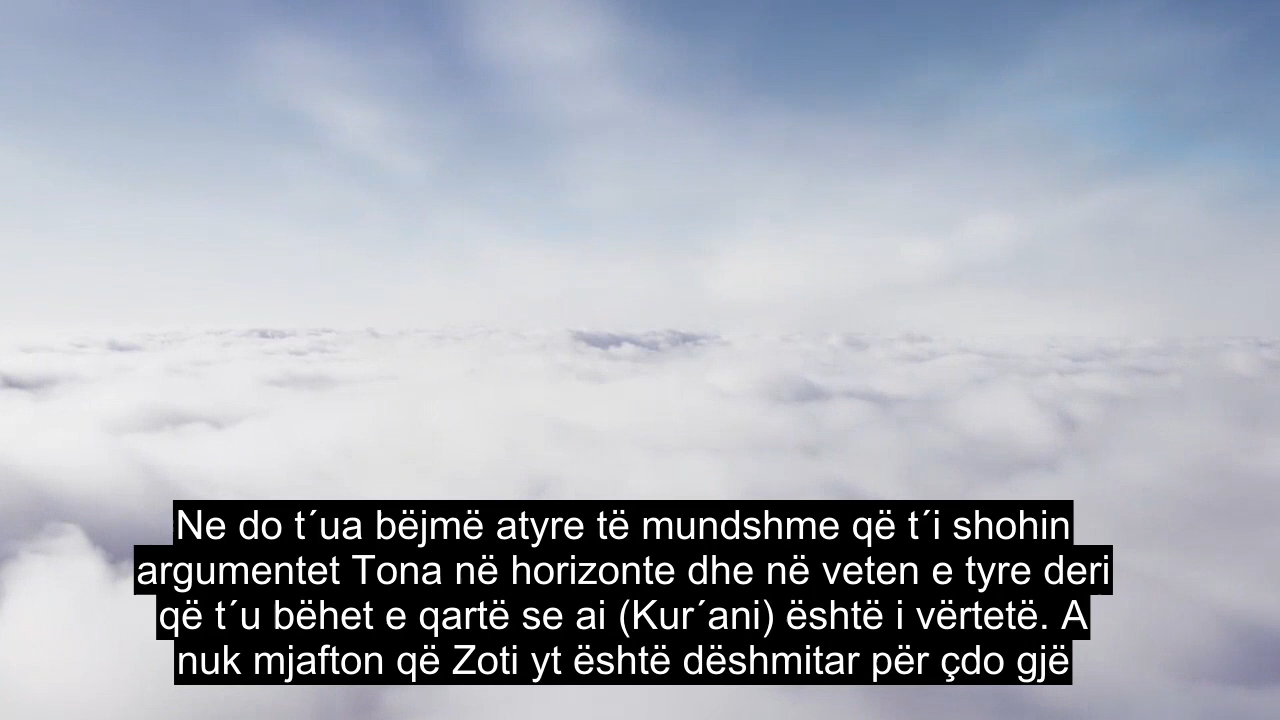 Ne do t´ua bëjmë atyre të mundshme që t´i shohin
argumentet Tona në horizonte dhe në veten e tyre deri
që t´u bëhet e qartë se ai (Kur´ani) është i vërtetë. A
nuk mjafton që Zoti yt është dëshmitar për çdo gjë